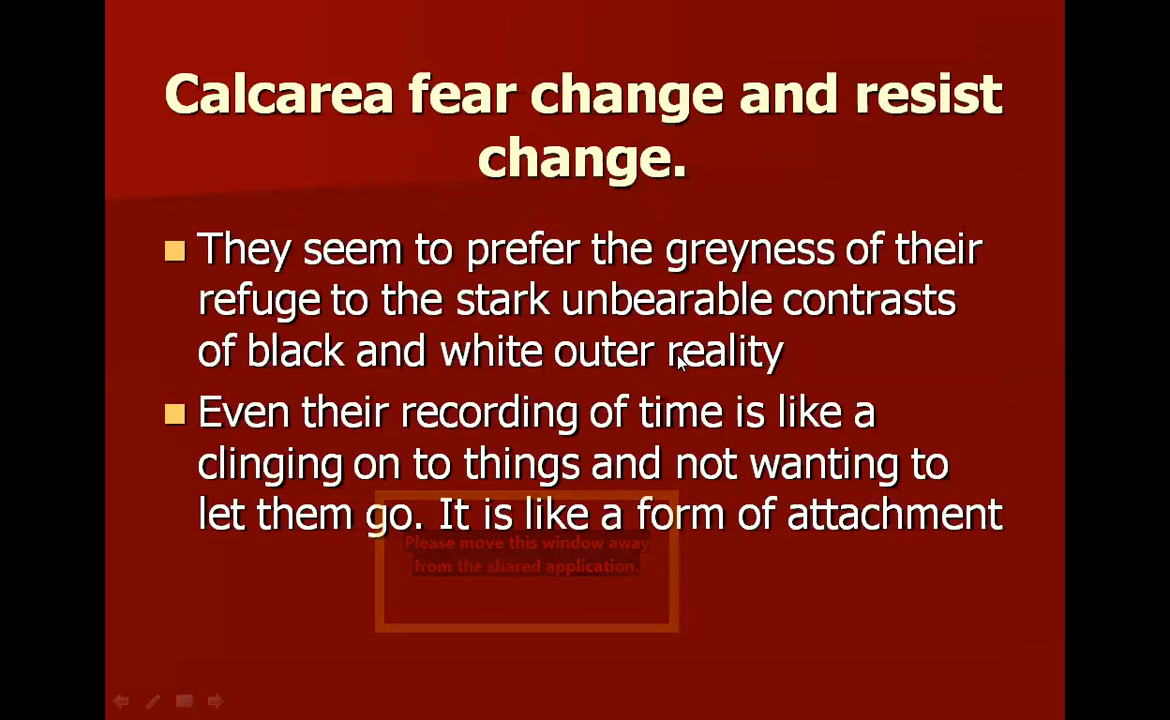 Calcarea fear change and resist
change.
They seem to prefer the greyness of their
refuge to the stark unbearable contrasts
of black and white outer reality
Even their recording of time is like a
clinging on to things and not wanting to
let them go. It is like a form of attachment
Please move this window away
from the shared application.